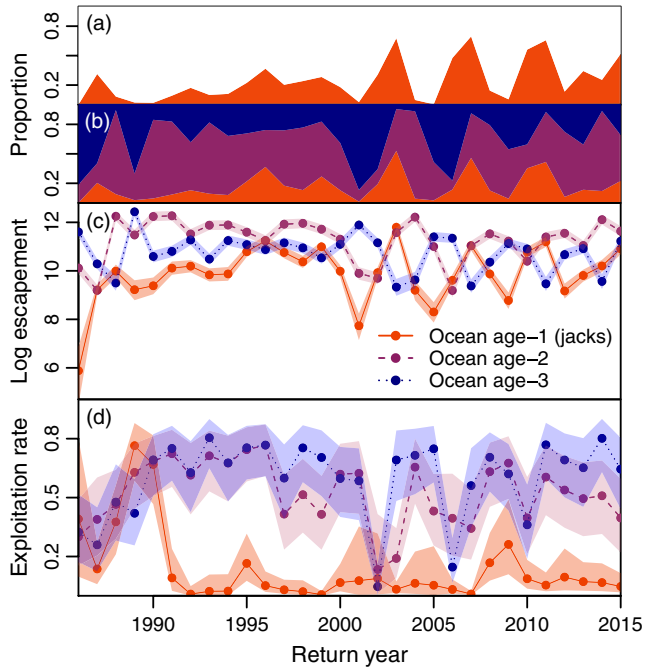 (a)
0.8
0.2
Proportion
(b)
0.8
0.2
(c)
12
10
8
6
Log escapement
Ocean age−1 (jacks)
Ocean age−2
Ocean age−3
(d)
0.8
0.5
0.2
Exploitation rate
1990 1995 2000 2005 2010 2015
Return year